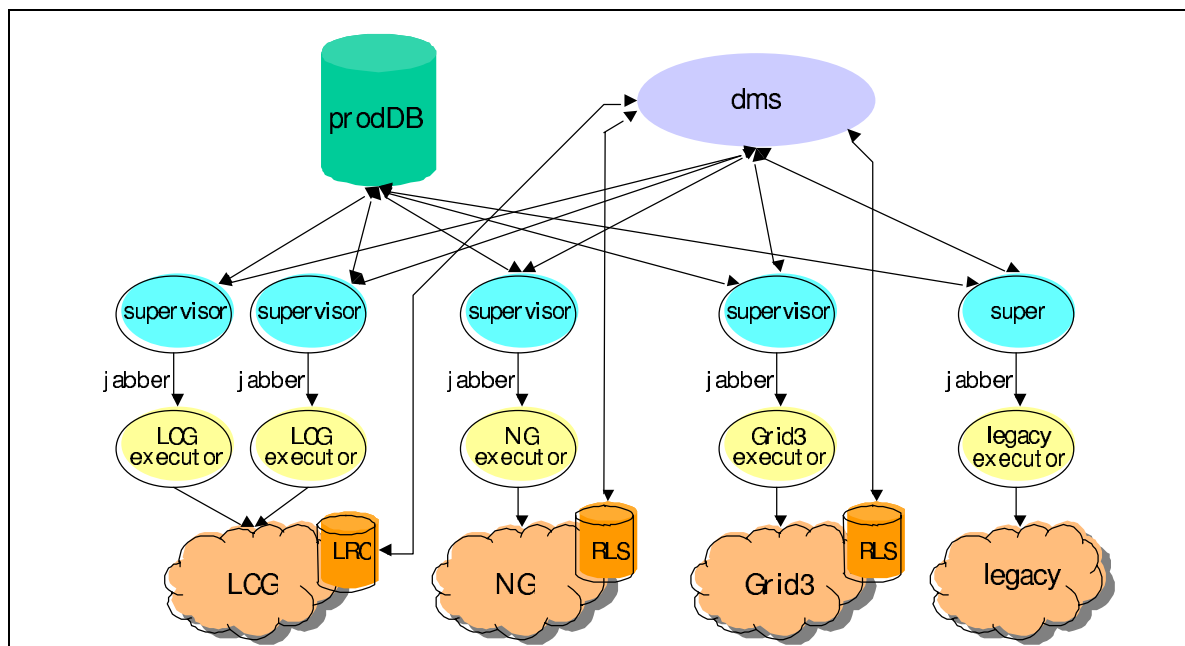 prodDB
dms
supervisor
supervisor
supervisor
supervisor
super
jabber
jabber
jabber
jabber
jabber
LCG
executor
LCG
executor
NG
executor
Grid3
executor
legacy
executor
LRC
RLS
RLS
LCG
NG
Grid3
legacy